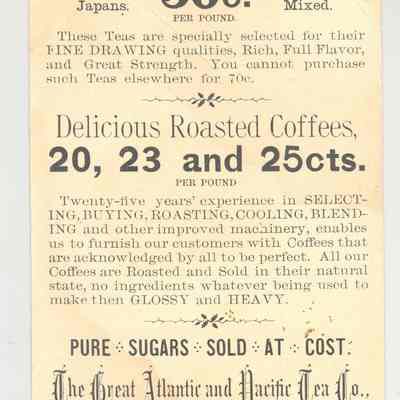 Japans. Mixed.
PER POUND.
These Teas are specially selected for their
FINE DRAWING qualities, Rich, Full Flavor,
and Great Strength. You cannot purchase
such Teas elsewhere for 70c.
Delicious Roasted Coffees,
20, 23 and 25cts.
PER POUND
Twenty-five years' experience in SELECT-
ING, BUYING, ROASTING, COOLING, BLEND-
ING and other improved machinery, enables
us to furnish our customers with Coffees that
are acknowledged by all to be perfect. All our
Coffees are Roasted and Sold in their natural
state, no ingredients whatever being used to
make then GLOSSY and HEAVY.
PURE SUGARS SOLD AT COST.
The Great Atlantic and Pacific Tea Co.,